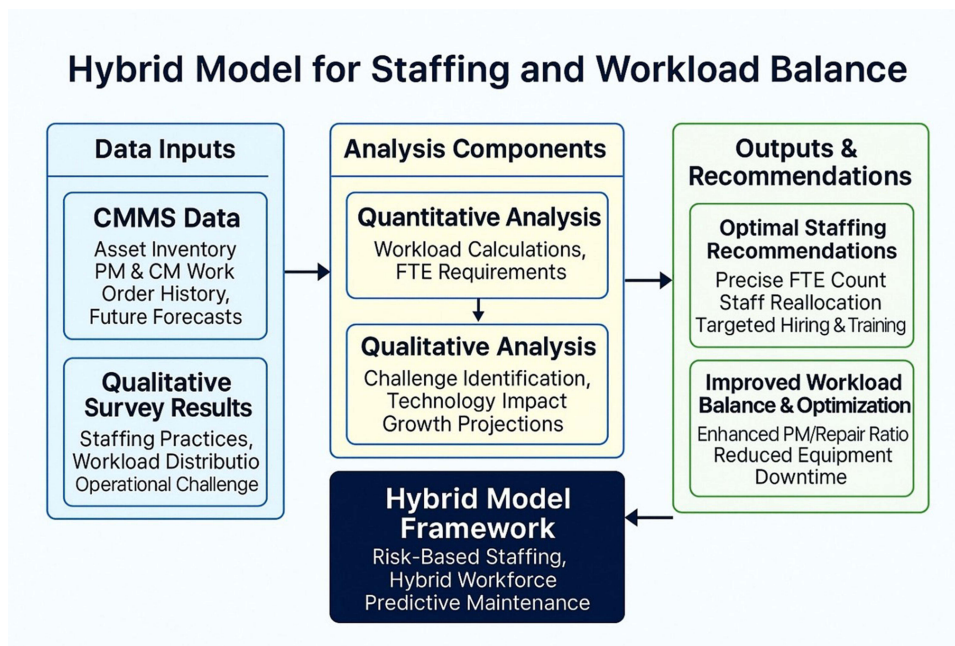 Hybrid Model for Staffing and Workload Balance
Data Inputs
CMMS Data
Asset Inventory
PM & CM Work
Order History,
Future Forecasts
Qualitative
Survey Results
Staffing Practices,
Workload Distributio
Operational Challenge
Analysis Components
Quantitative Analysis
Workload Calculations,
FTE Requirements
Qualitative Analysis
Challenge Identification,
Technology Impact
Growth Projections
Hybrid Model
Framework
Risk-Based Staffing,
Hybrid Workforce
Predictive Maintenance
Outputs &
Recommendations
Optimal Staffing
Recommendations
Precise FTE Count
Staff Reallocation
Targeted Hiring & Training
Improved Workload
Balance & Optimization
Enhanced PM/Repair Ratio
Reduced Equipment
Downtime